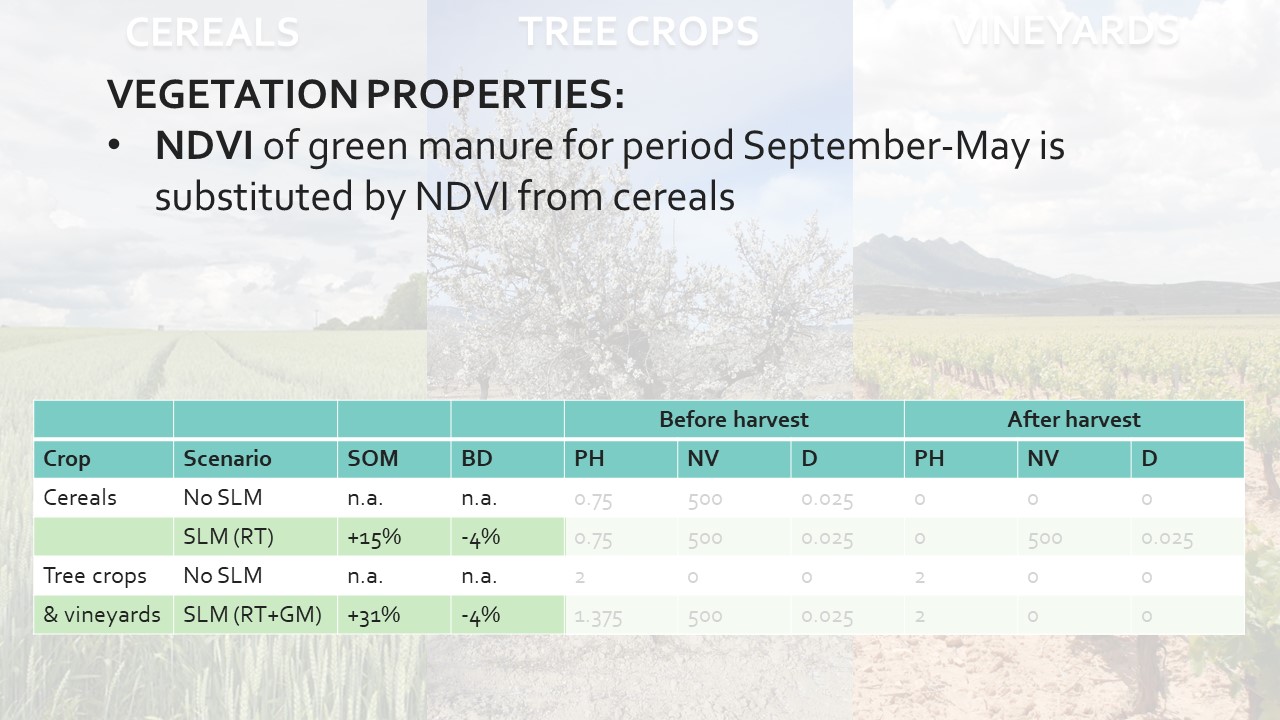 CEREALS TREE CROPS VINEYARDS
VEGETATION PROPERTIES:
• NDVI of green manure for period September-May is
substituted by NDVI from cereals
Before harvest After harvest
Crop Scenario SOM BD PH NV D PH NV D
Cereals No SLM n.a. n.a. 0.75 500 0.025 0 0 0
SLM (RT) +15% -4% 0.75 500 0.025 0 500 0.025
Tree crops No SLM n.a. n.a. 2 0 0 2 0 0
& vineyards SLM (RT+GM) +31% -4% 1.375 500 0.025 2 0 0